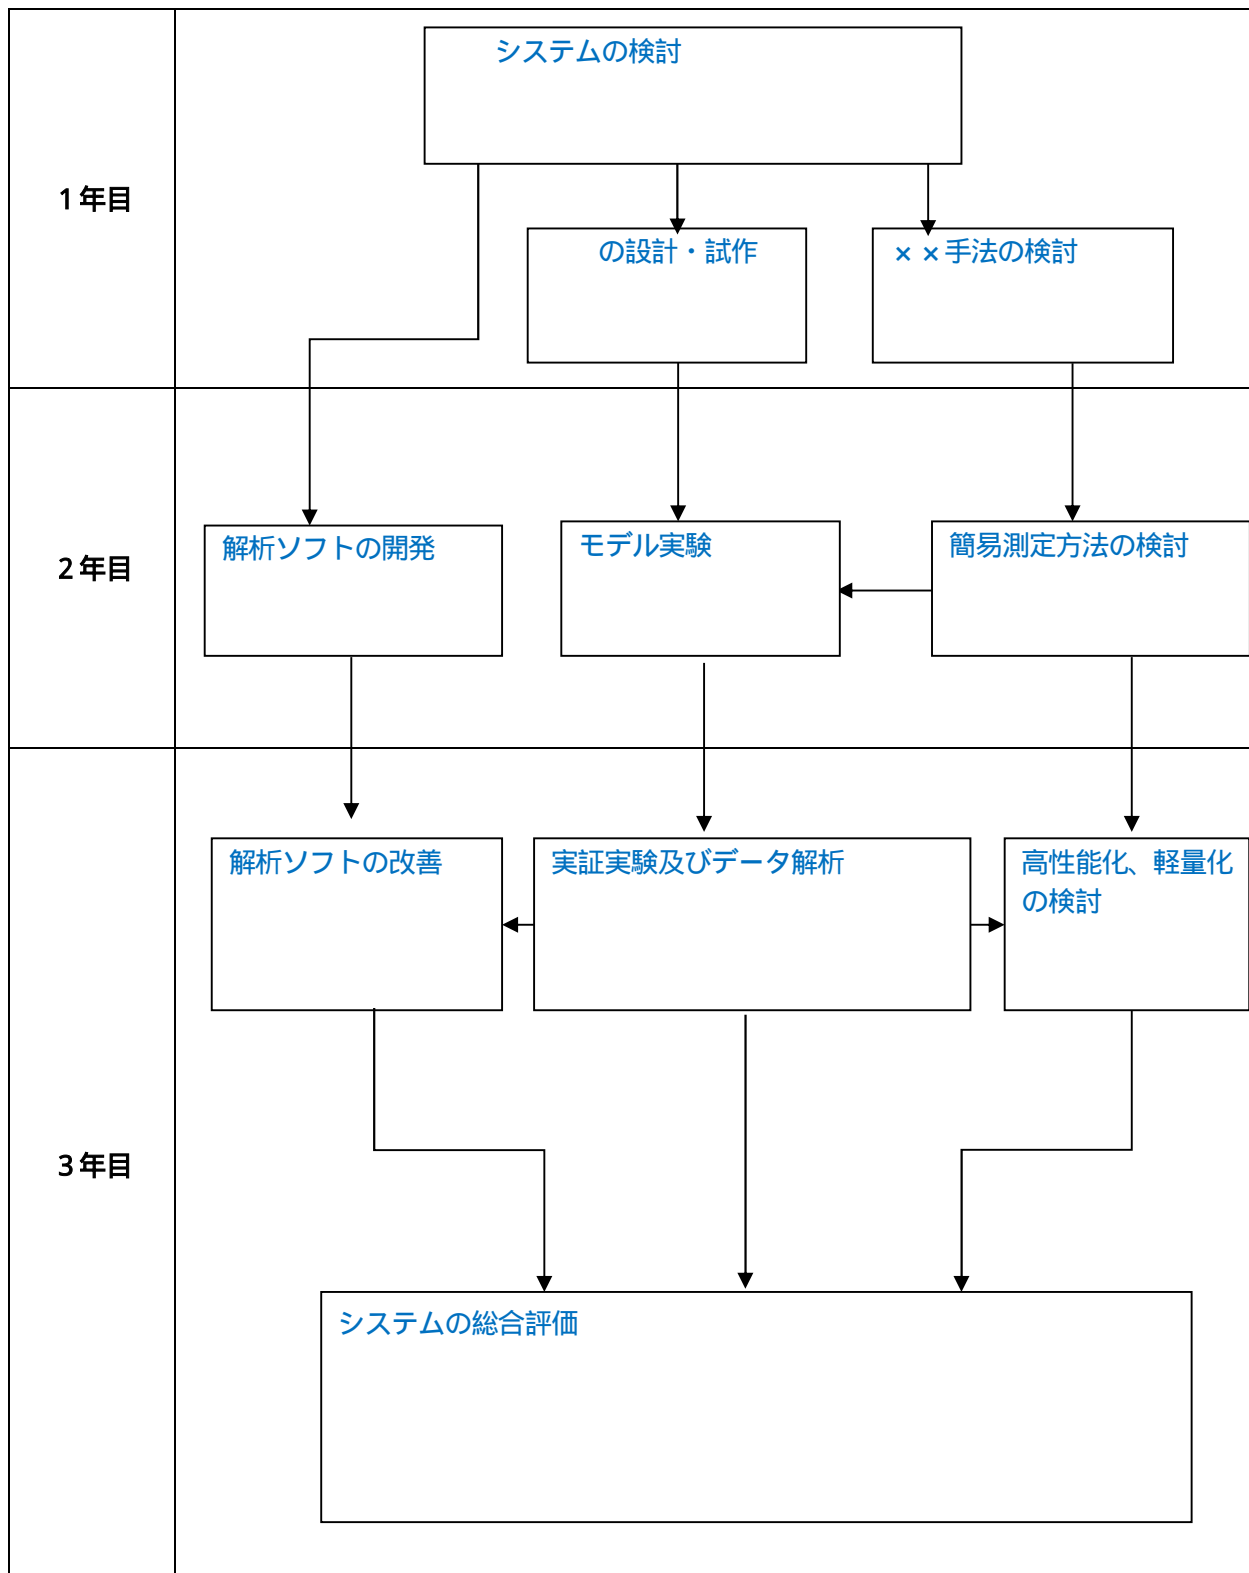 1年目
システムの検討
の設計・試作
××手法の検討
2年目
解析ソフトの開発
モデル実験
簡易測定方法の検討
3年目
解析ソフトの改善
実証実験及びデータ解析
高性能化、軽量化
の検討
システムの総合評価